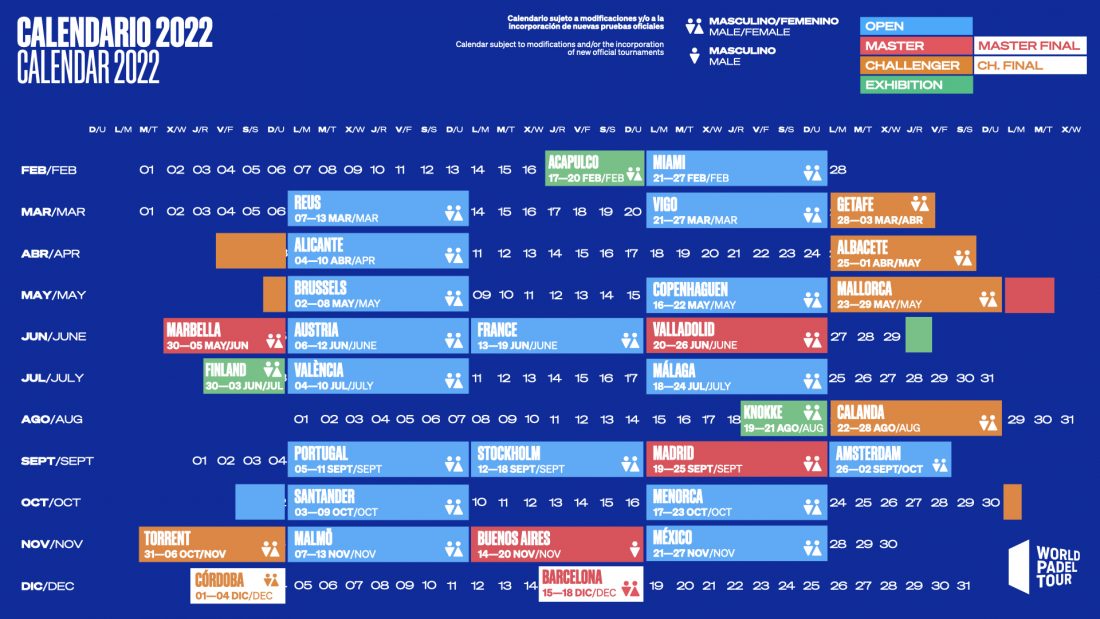 CALENDARIO 2022
CALENDAR 2022
Calendario sujeto a modificaciones y/o a la
incorporación de nuevas pruebas oficiales
Calendar subject to modifications and/or the incorporation
of new official tournaments
MASCULINO/FEMENINO
MALE/FEMALE
MASCULINO
MALE
OPEN
MASTER MASTER FINAL
CHALLENGER CH. FINAL
EXHIBITION
D/U L/M M/T X/W J/R V/F S/S D/U L/M M/T X/W J/R V/F S/S D/U L/M M/T X/W J/R V/F S/S D/U L/M M/T X/W J/R V/F S/S D/U L/M M/T X/W J/R V/F S/S D/U L/M M/T X/W
FEB/FEB 01 02 03 04 05 06 07 08 09 10 11 12 13 14 15 16 ACAPULCO MIAMI 28
17—20 FEB/FEB 21—27 FEB/FEB
MAR/MAR 01 02 03 04 05 06 REUS 14 15 16 17 18 19 20 VIGO GETAFE
07—13 MAR/MAR 21—27 MAR/MAR 28—03 MAR/ABR
ABR/APR ALICANTE 11 12 13 14 15 16 17 18 19 20 21 22 23 24 ALBACETE
04—10 ABR/APR 25—01 ABR/MAY
MAY/MAY BRUSSELS 09 10 11 12 13 14 15 COPENHAGUEN MALLORCA
02—08 MAY/MAY 16—22 MAY/MAY 23—29 MAY/MAY
JUN/JUNE MARBELLA AUSTRIA FRANCE VALLADOLID 27 28 29
30—05 MAY/JUN 06—12 JUN/JUNE 13—19 JUN/JUNE 20—26 JUN/JUNE
JUL/JULY FINLAND VALÈNCIA 11 12 13 14 15 16 17 MÁLAGA 25 26 27 28 29 30 31
30—03 JUN/JUL 04—10 JUL/JULY 18—24 JUL/JULY
AGO/AUG 01 02 03 04 05 06 07 08 09 10 11 12 13 14 15 16 17 18 KNOKKE CALANDA 29 30 31
19—21 AGO/AUG 22—28 AGO/AUG
SEPT/SEPT 01 02 03 04 PORTUGAL STOCKHOLM MADRID AMSTERDAM
05—11 SEPT/SEPT 12—18 SEPT/SEPT 19—25 SEPT/SEPT 26—02 SEPT/OCT
OCT/OCT SANTANDER 10 11 12 13 14 15 16 MENORCA 24 25 26 27 28 29 30
03—09 OCT/OCT 17—23 OCT/OCT
NOV/NOV TORRENT MALMÖ BUENOS AIRES MÉXICO 28 29 30
31—06 OCT/NOV 07—13 NOV/NOV 14—20 NOV/NOV 21—27 NOV/NOV
DIC/DEC CÓRDOBA 05 06 07 08 09 10 11 12 13 14 BARCELONA 19 20 21 22 23 24 25 26 27 28 29 30 31
01—04 DIC/DEC 15—18 DIC/DEC
WORLD
PADEL
TOUR